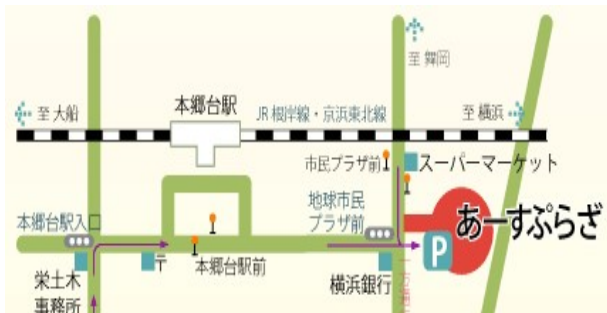 至 舞岡
至 大船
本郷台駅
JR根岸線・京浜東北線
至 横浜
市民プラザ前
スーパーマーケット
本郷台駅入口
地球市民
プラザ前
あーすぷらざ
P
〒
本郷台駅前
栄土木
事務所
横浜銀行